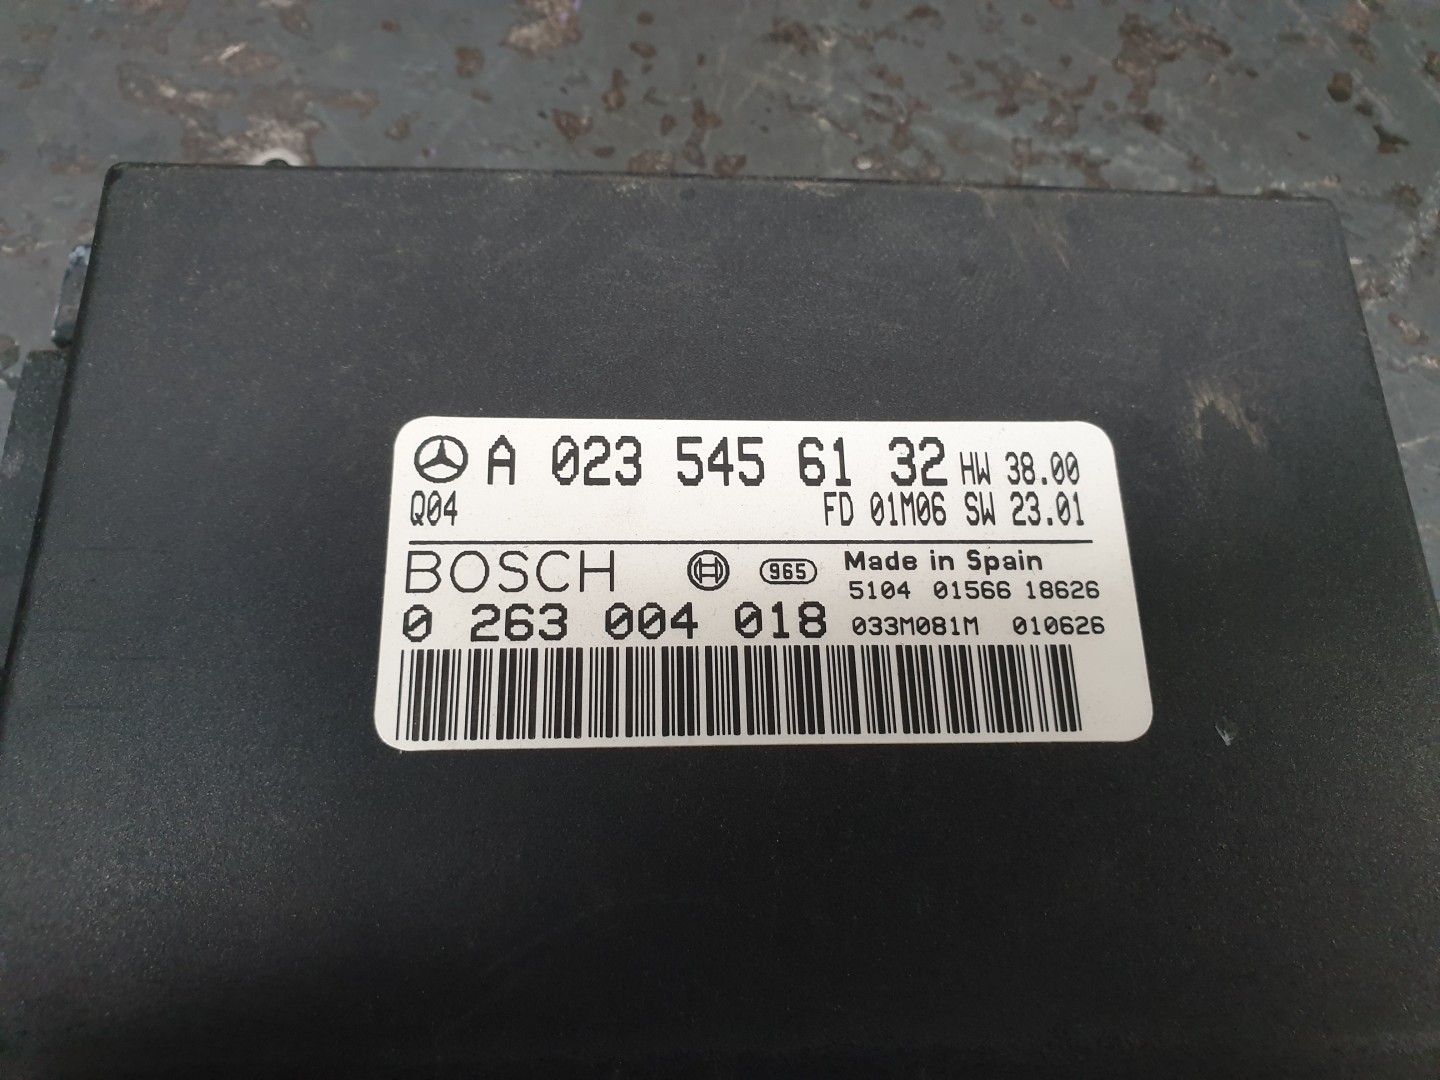 A 023 545 61 32 HW 38.00
Q04 FD 01M06 SW 23.01
BOSCH 965 Made in Spain
5104 01566 18626
0 263 004 018 033M081M 010626